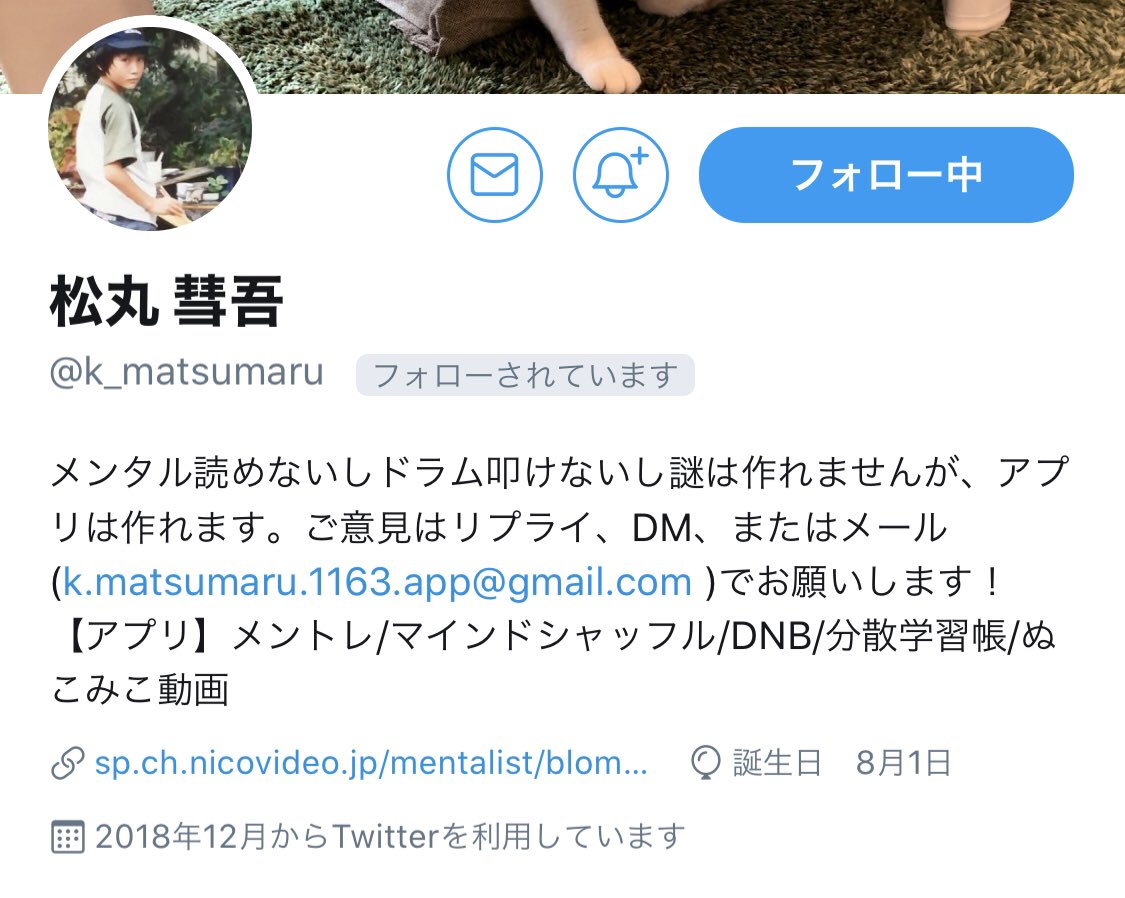 フォロー中
松丸 彗吾
@k_matsumaru フォローされています
メンタル読めないしドラム叩けないし謎は作れませんが、アプ
リは作れます。ご意見はリプライ、DM、またはメール
(k.matsumaru.1163.app@gmail.com )でお願いします！
【アプリ】メントレ/マインドシャッフル/DNB/分散学習帳/ぬ
こみこ動画
sp.ch.nicovideo.jp/mentalist/blom... 誕生日 8月1日
2018年12月からTwitterを利用しています